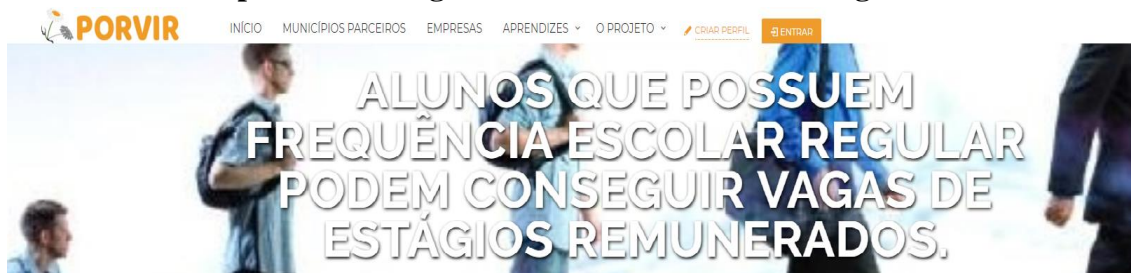 PORVIR
INÍCIO MUNICÍPIOS PARCEIROS EMPRESAS APRENDIZES O PROJETO CRIAR PERFIL ENTRAR
ALUNOS QUE POSSUEM
FREQUÊNCIA ESCOLAR REGULAR
PODEM CONSEGUIR VAGAS DE
ESTÁGIOS REMUNERADOS.